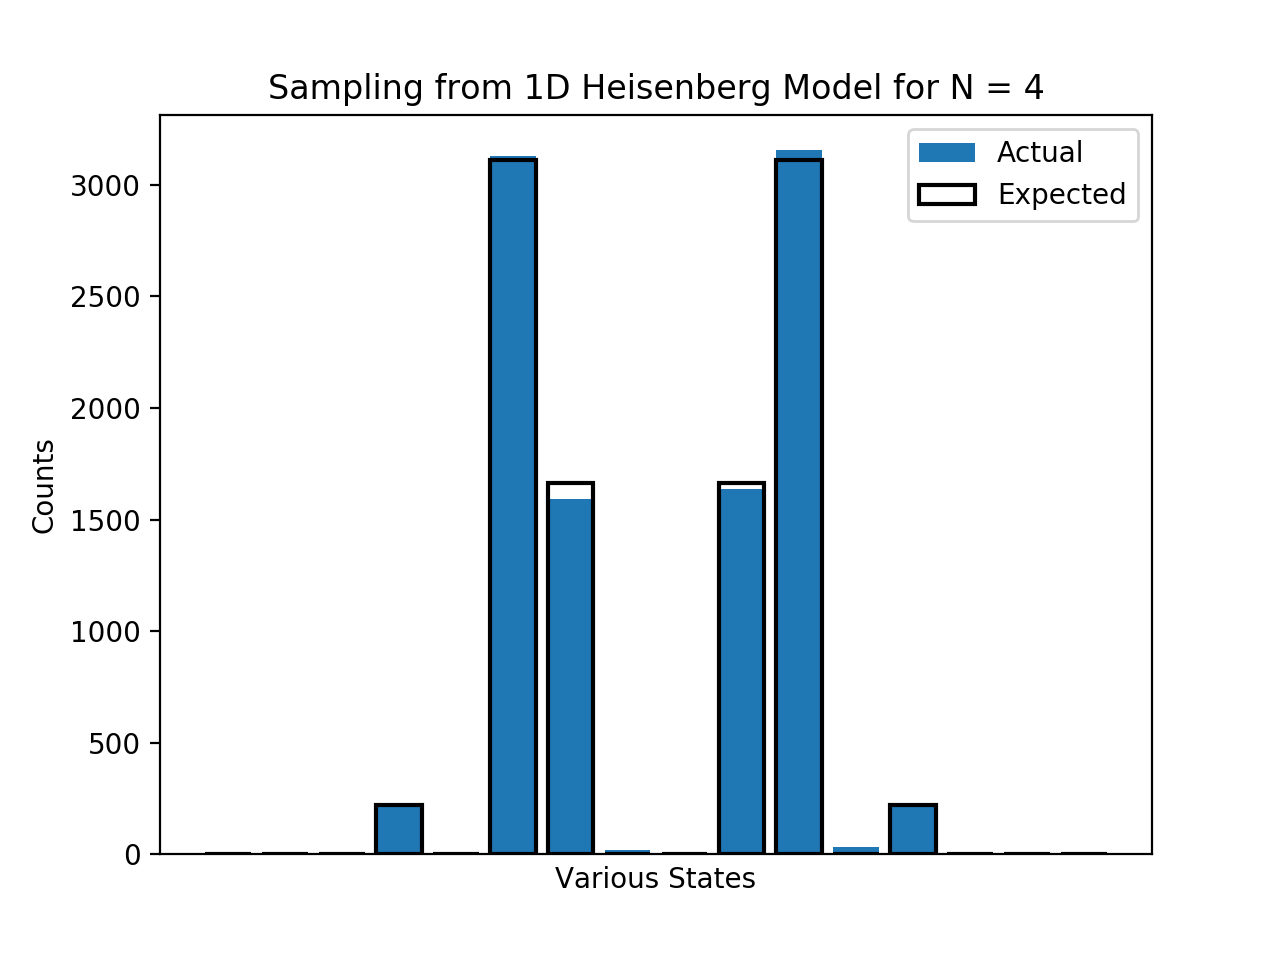 Sampling from 1D Heisenberg Model for N = 4
Actual
Expected
3000
2500
2000
1500
1000
500
0
Counts
Various States